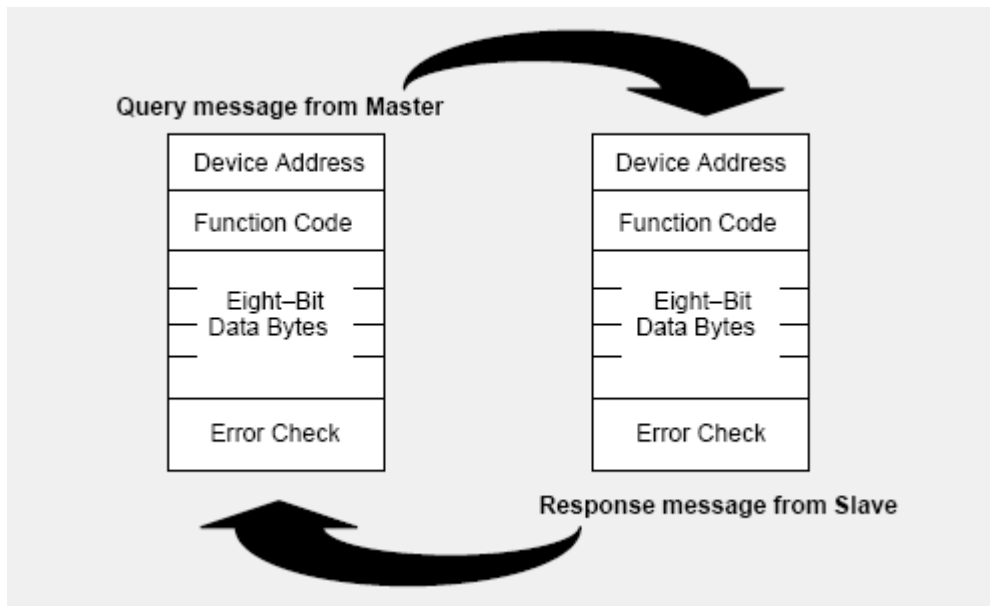 Query message from Master
Device Address
Function Code
Eight–Bit
Data Bytes
Error Check
Device Address
Function Code
Eight–Bit
Data Bytes
Error Check
Response message from Slave